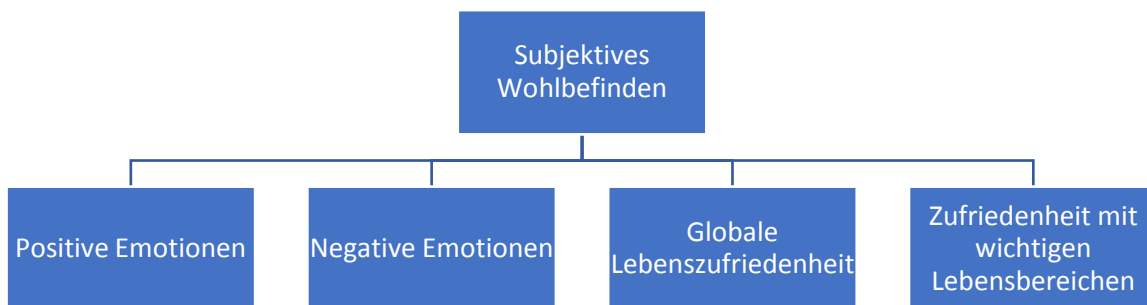 Subjektives
Wohlbefinden
Positive Emotionen
Negative Emotionen
Globale
Lebenszufriedenheit
Zufriedenheit mit
wichtigen
Lebensbereichen